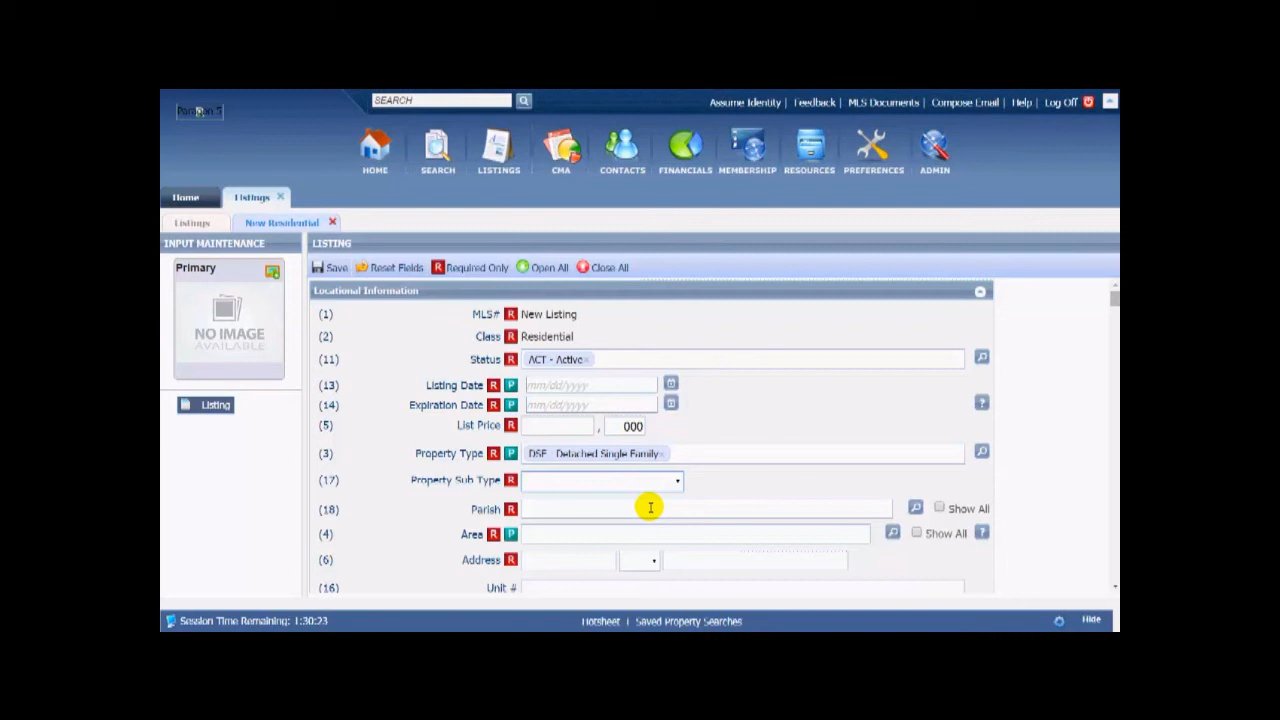 Paragon 5
SEARCH
Assume Identity | Feedback | MLS Documents | Compose Email | Help | Log Off
HOME SEARCH LISTINGS CMA CONTACTS FINANCIALS MEMBERSHIP RESOURCES PREFERENCES ADMIN
Home Listings
Listings New Residential
INPUT MAINTENANCE LISTING
Primary
NO IMAGE
AVAILABLE
Listing
Save Reset Fields R Required Only Open All Close All
Locational Information
(1) MLS# R New Listing
(2) Class R Residential
(11) Status R ACT - Active
(13) Listing Date R P mm/dd/yyyy
(14) Expiration Date R P mm/dd/yyyy ?
(5) List Price R , 000
(3) Property Type R P DSF - Detached Single Family
(17) Property Sub Type R
(18) Parish R Show All
(4) Area R P Show All ?
(6) Address R
(16) Unit #
Session Time Remaining: 1:30:23 Hotsheet | Saved Property Searches Hide